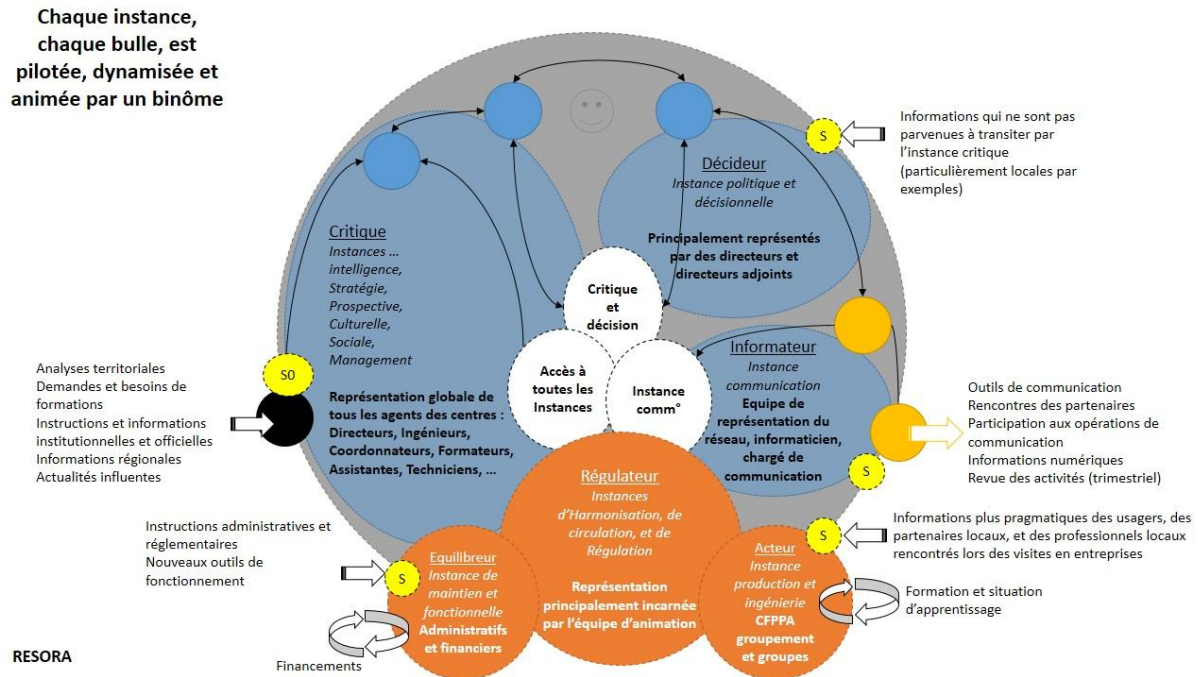 Chaque instance,
chaque bulle, est
pilotée, dynamisée et
animée par un binôme
S
Informations qui ne sont pas
parvenues à transiter par
l'instance critique
(particulièrement locales par
exemples)
Décideur
Instance politique et
décisionnelle
Principalement représentés
par des directeurs et
directeurs adjoints
Critique
Instances ...
intelligence,
Stratégie,
Prospective,
Culturelle,
Sociale,
Management
Représentation globale de
tous les agents des centres :
Directeurs, Ingénieurs,
Coordonnateurs, Formateurs,
Assistantes, Techniciens, ...
Critique
et
décision
Accès à
toutes les
Instances
Instance
comm°
Informateur
Instance
communication
Equipe de
représentation du
réseau, informaticien,
chargé de
communication
S0
Analyses territoriales
Demandes et besoins de
formations
Instructions et informations
institutionnelles et officielles
Informations régionales
Actualités influentes
Outils de communication
Rencontres des partenaires
Participation aux opérations de
communication
Informations numériques
Revue des activités (trimestriel)
S
Régulateur
Instances
d'Harmonisation, de
circulation, et de
Régulation
Représentation
principalement incarnée
par l'équipe d'animation
Instructions administratives et
réglementaires
Nouveaux outils de
fonctionnement
S
Equilibreur
Instance de
maintien et
fonctionnelle
Administratifs
et financiers
Financements
S
Informations plus pragmatiques des usagers, des
partenaires locaux, et des professionnels locaux
rencontrés lors des visites en entreprises
Acteur
Instance
production et
ingénierie
CFPPA
groupement
et groupes
Formation et situation
d'apprentissage
RESORA